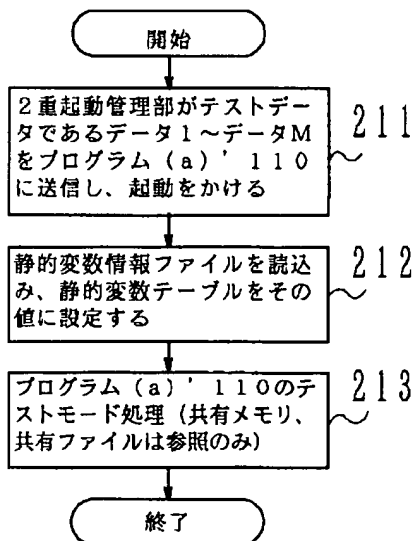 開始
2重起動管理部がテストデー
タであるデータ1〜データM
をプログラム(a)'110
に送信し、起動をかける
211
静的変数情報ファイルを読込
み、静的変数テーブルをその
値に設定する
212
プログラム(a)'110のテ
ストモード処理(共有メモリ、
共有ファイルは参照のみ)
213
終了